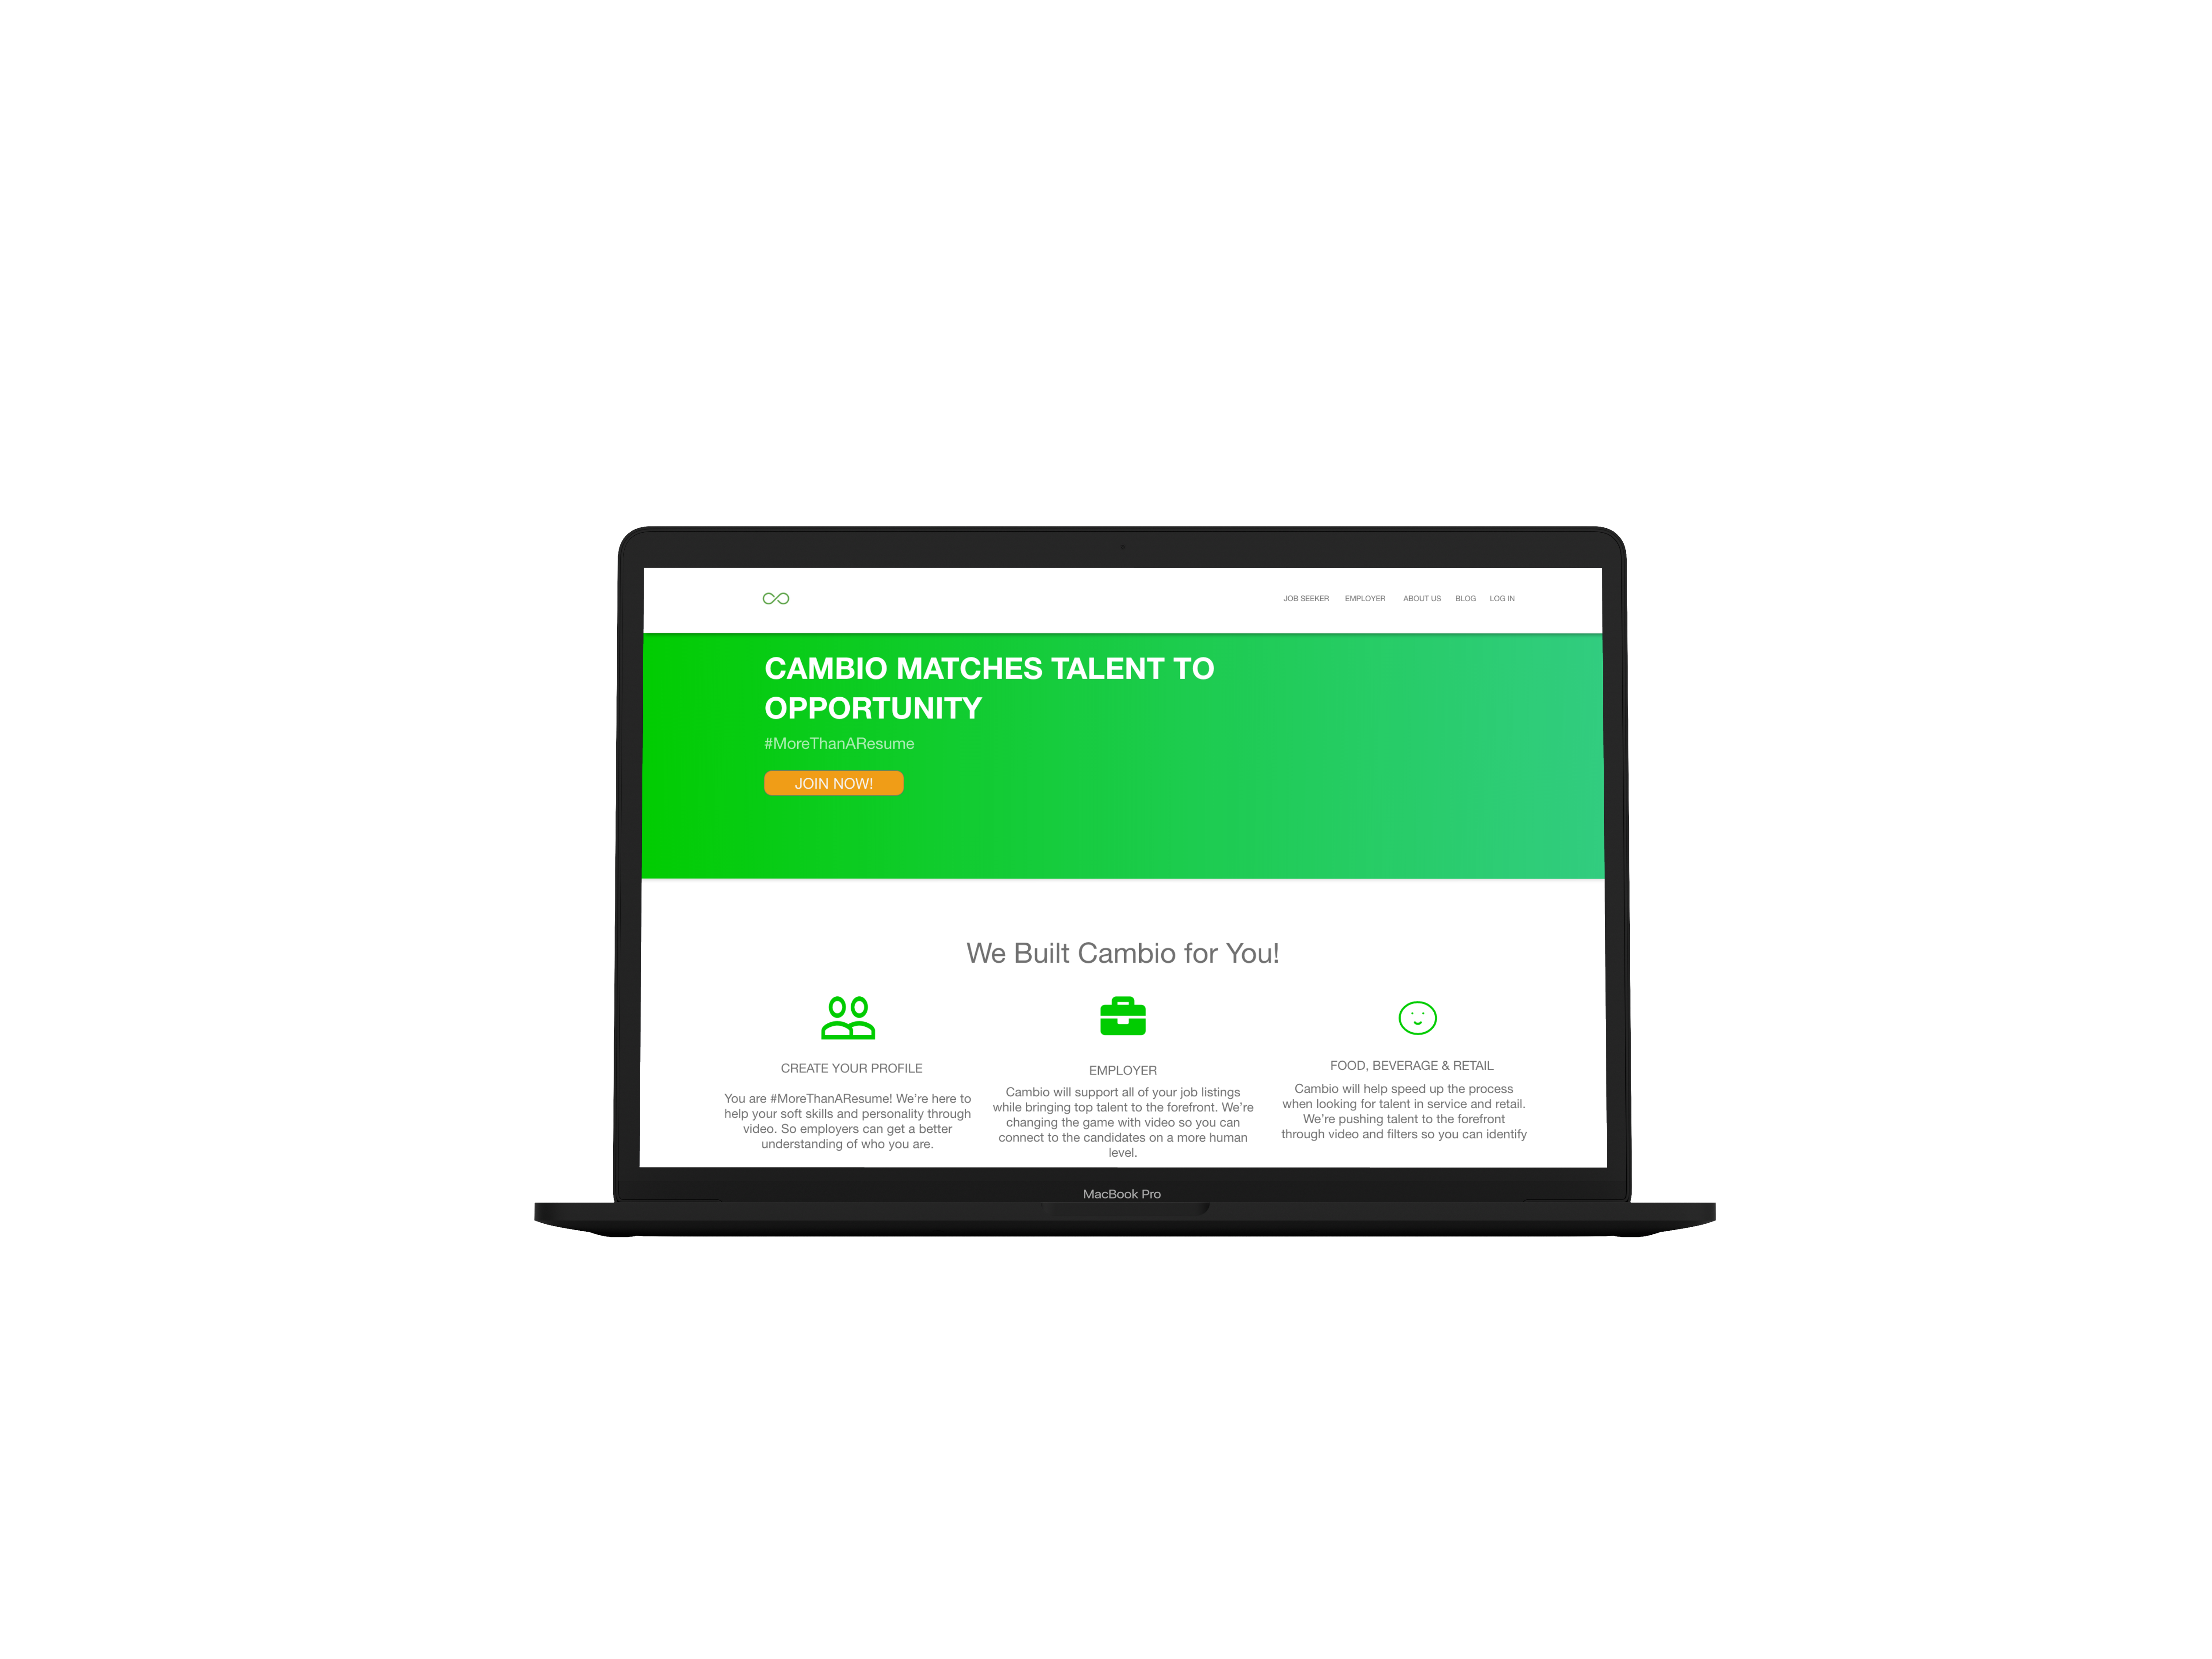 JOB SEEKER EMPLOYER ABOUT US BLOG LOG IN
CAMBIO MATCHES TALENT TO
OPPORTUNITY
#MoreThanAResume
JOIN NOW!
We Built Cambio for You!
CREATE YOUR PROFILE
You are #MoreThanAResume! We’re here to
help your soft skills and personality through
video. So employers can get a better
understanding of who you are.
EMPLOYER
Cambio will support all of your job listings
while bringing top talent to the forefront. We’re
changing the game with video so you can
connect to the candidates on a more human
level.
FOOD, BEVERAGE & RETAIL
Cambio will help speed up the process
when looking for talent in service and retail.
We’re pushing talent to the forefront
through video and filters so you can identify
MacBook Pro